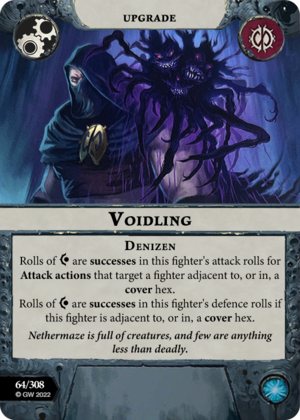 UPGRADE
VOIDLING
DENIZEN
Rolls of are successes in this fighter's attack rolls for
Attack actions that target a fighter adjacent to, or in, a
cover hex.
Rolls of are successes in this fighter's defence rolls if
this fighter is adjacent to, or in, a cover hex.
Nethermaze is full of creatures, and few are anything
less than deadly.
64/308
© GW 2022